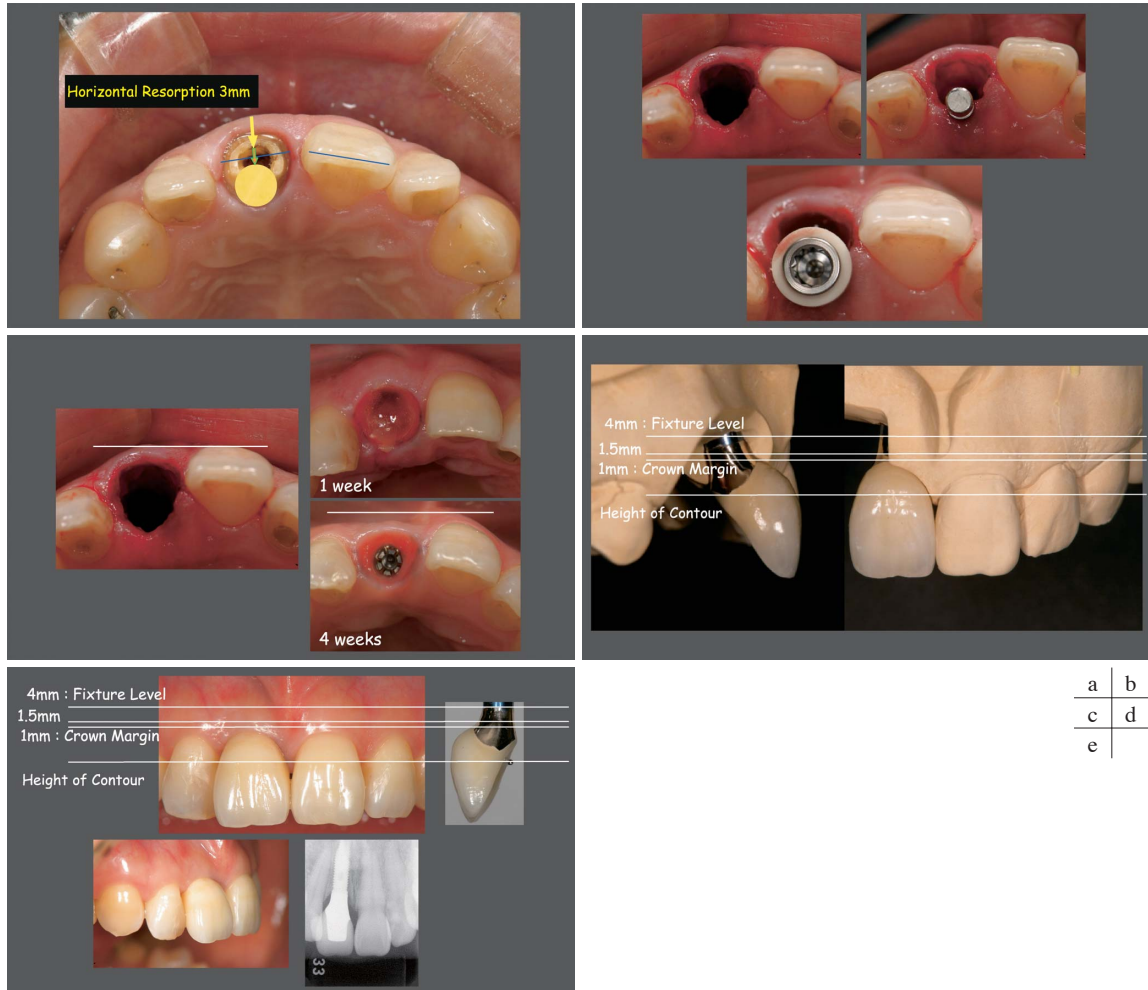 Horizontal Resorption 3mm
1 week
4 weeks
4mm : Fixture Level
1.5mm
1mm : Crown Margin
Height of Contour
4mm : Fixture Level
1.5mm
1mm : Crown Margin
Height of Contour
33
a b
c d
e